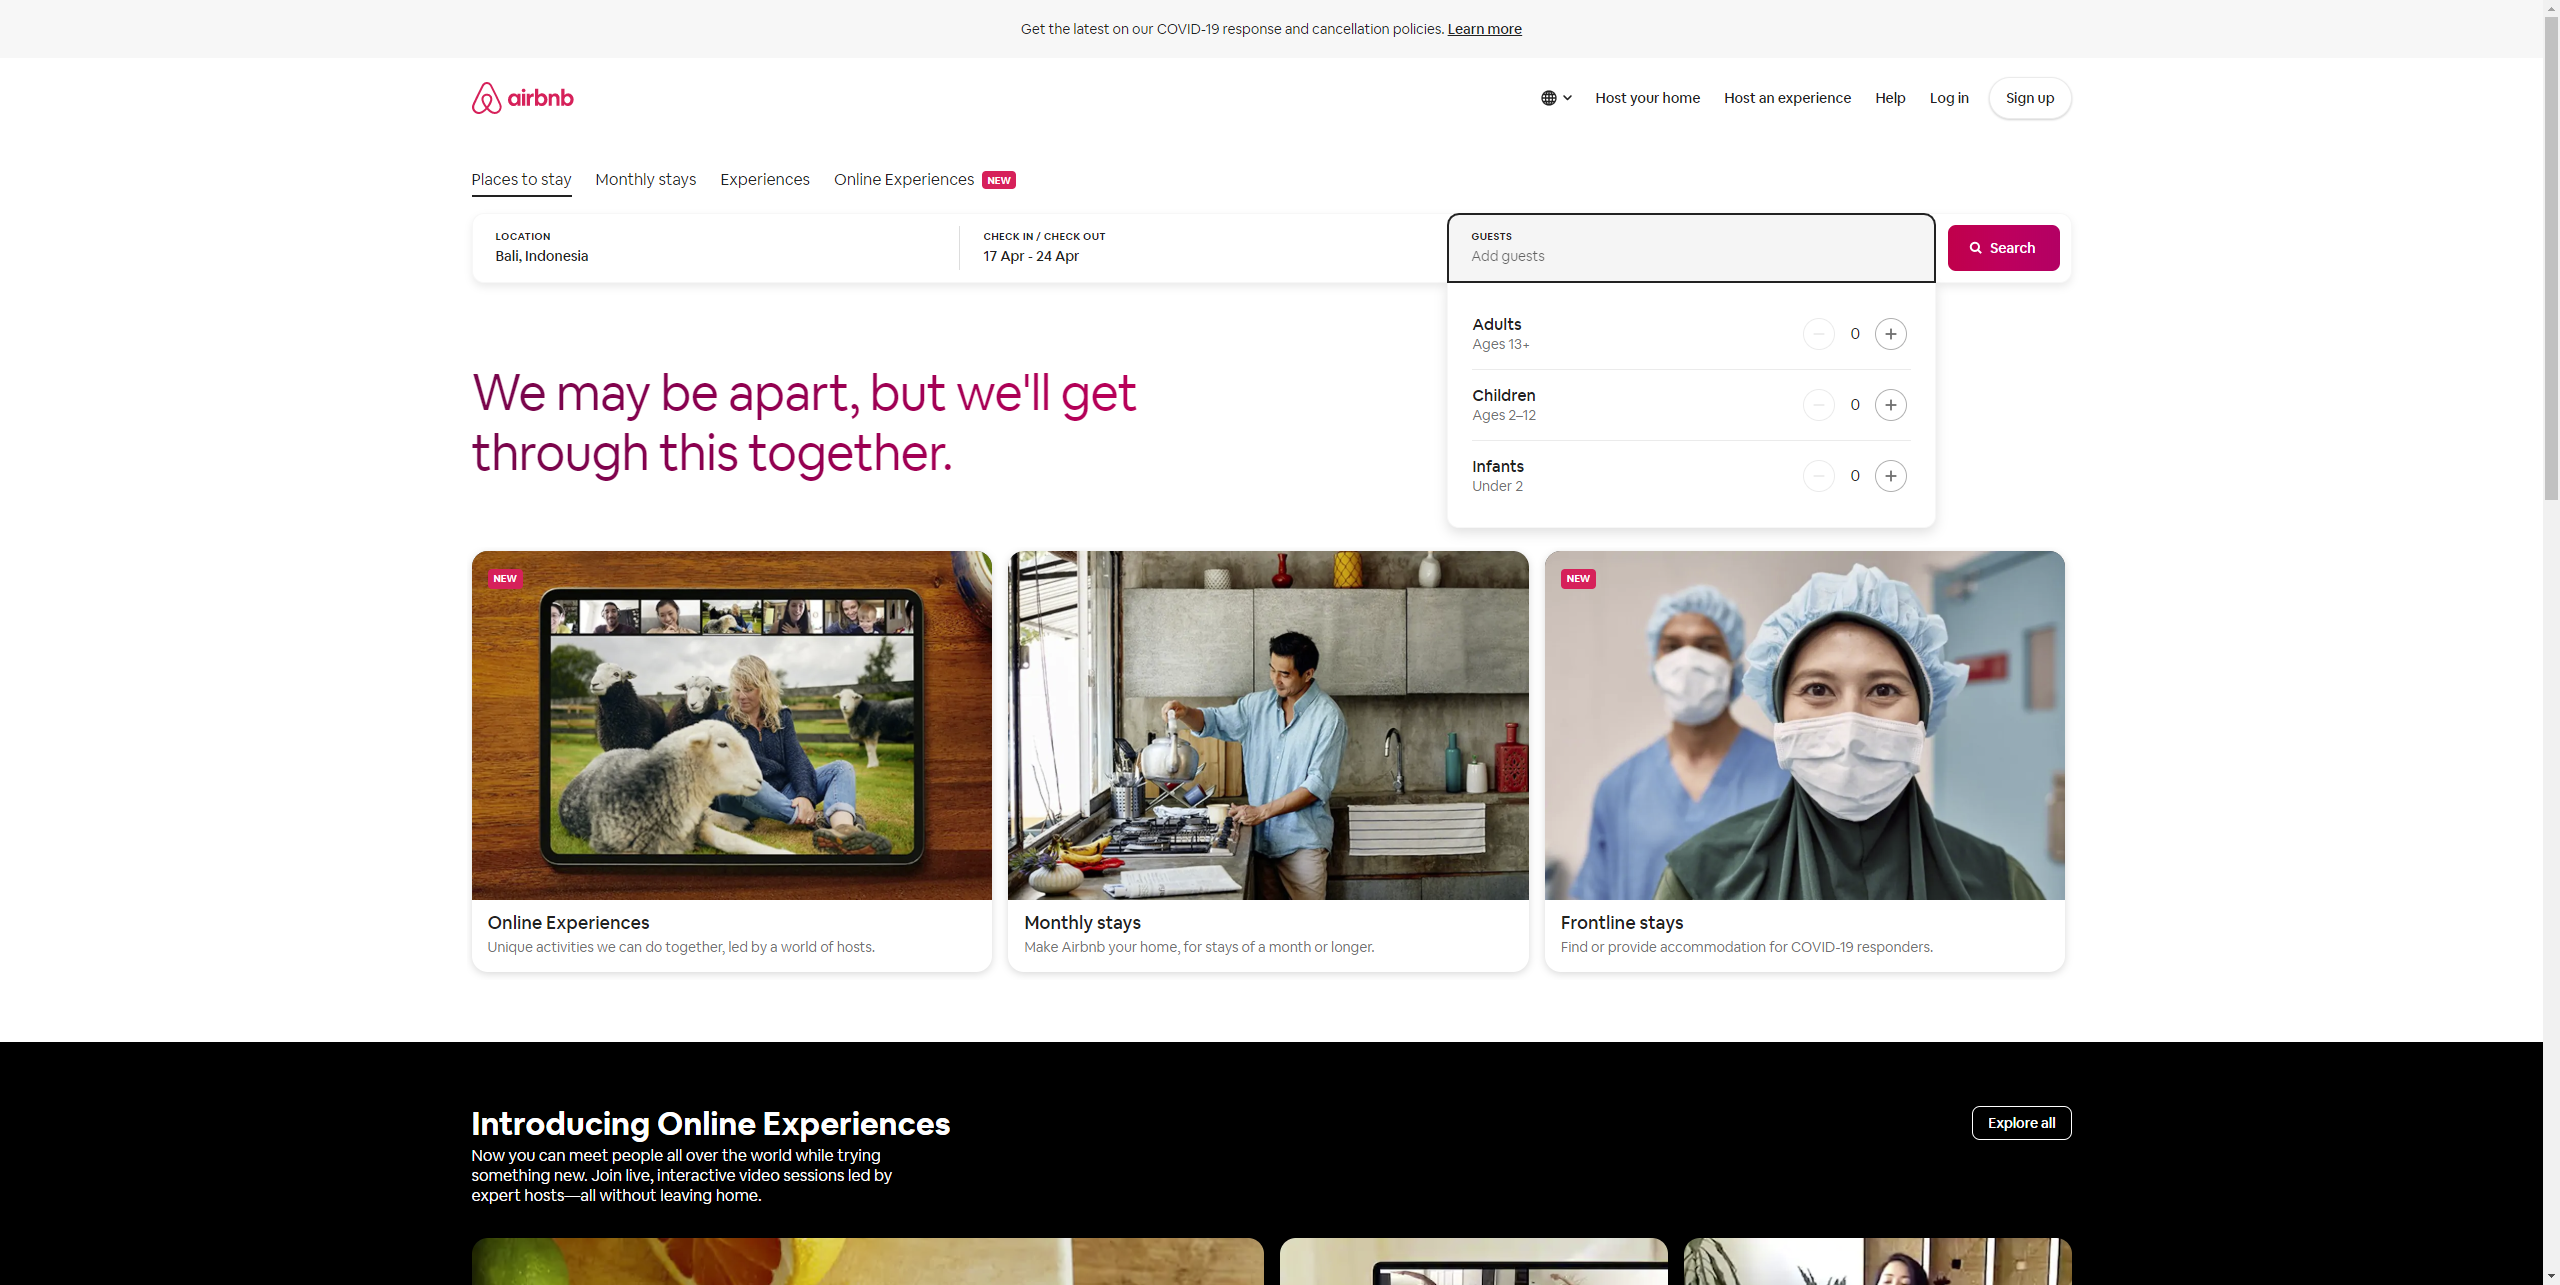 Get the latest on our COVID-19 response and cancellation policies. Learn more
airbnb
Host your home
Host an experience
Help
Log in
Sign up
Places to stay
Monthly stays
Experiences
Online Experiences NEW
LOCATION
Bali, Indonesia
CHECK IN / CHECK OUT
17 Apr - 24 Apr
GUESTS
Add guests
Search
Adults
Ages 13+
0
Children
Ages 2–12
0
Infants
Under 2
0
We may be apart, but we'll get
through this together.
NEW
Online Experiences
Unique activities we can do together, led by a world of hosts.
Monthly stays
Make Airbnb your home, for stays of a month or longer.
NEW
Frontline stays
Find or provide accommodation for COVID-19 responders.
Introducing Online Experiences
Explore all
Now you can meet people all over the world while trying
something new. Join live, interactive video sessions led by
expert hosts—all without leaving home.